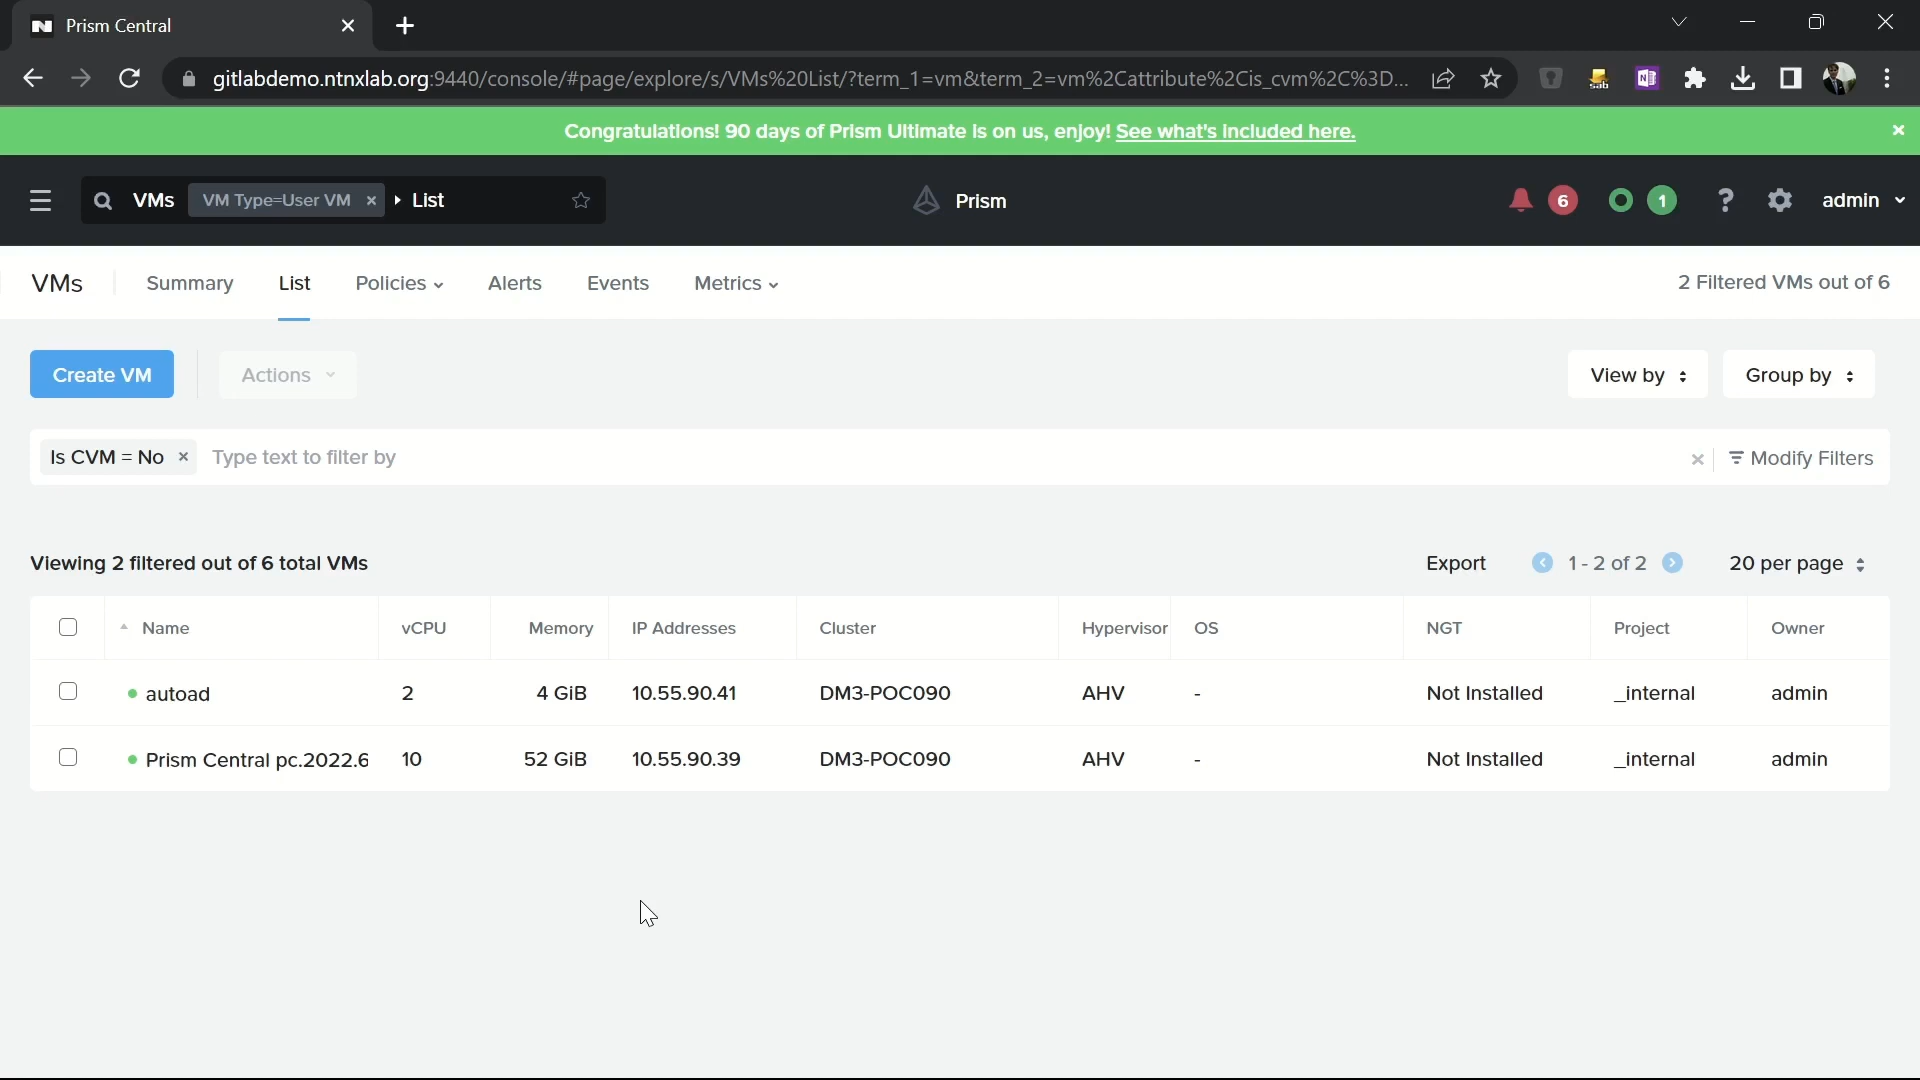 Prism Central
gitlabdemo.ntnxlab.org:9440/console/#page/explore/s/VMs%20List/?term_1=vm&term_2=vm%2Cattribute%2Cis_cvm%2C%3D...
Congratulations! 90 days of Prism Ultimate is on us, enjoy! See what's included here.
VMs VM Type=User VM × List Prism 6 1 ? admin
VMs Summary List Policies Alerts Events Metrics 2 Filtered VMs out of 6
Create VM Actions View by Group by
Is CVM = No × Type text to filter by × Modify Filters
Viewing 2 filtered out of 6 total VMs Export 1 - 2 of 2 20 per page
Name vCPU Memory IP Addresses Cluster Hypervisor OS NGT Project Owner
autoad 2 4 GiB 10.55.90.41 DM3-POC090 AHV - Not Installed _internal admin
Prism Central pc.2022.6 10 52 GiB 10.55.90.39 DM3-POC090 AHV - Not Installed _internal admin